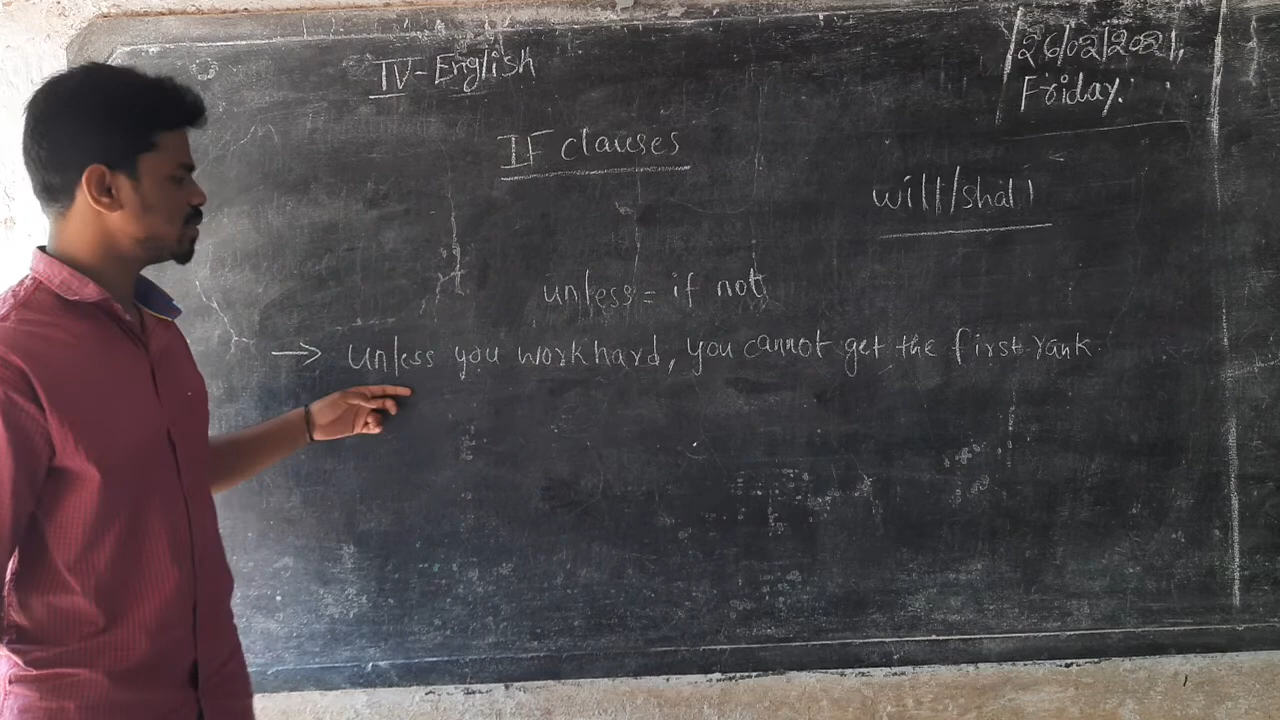 IV-English
26/02/2021,
Friday.
IF clauses
will/shall
unless = if not
→ unless you work hard, you cannot get the first rank.